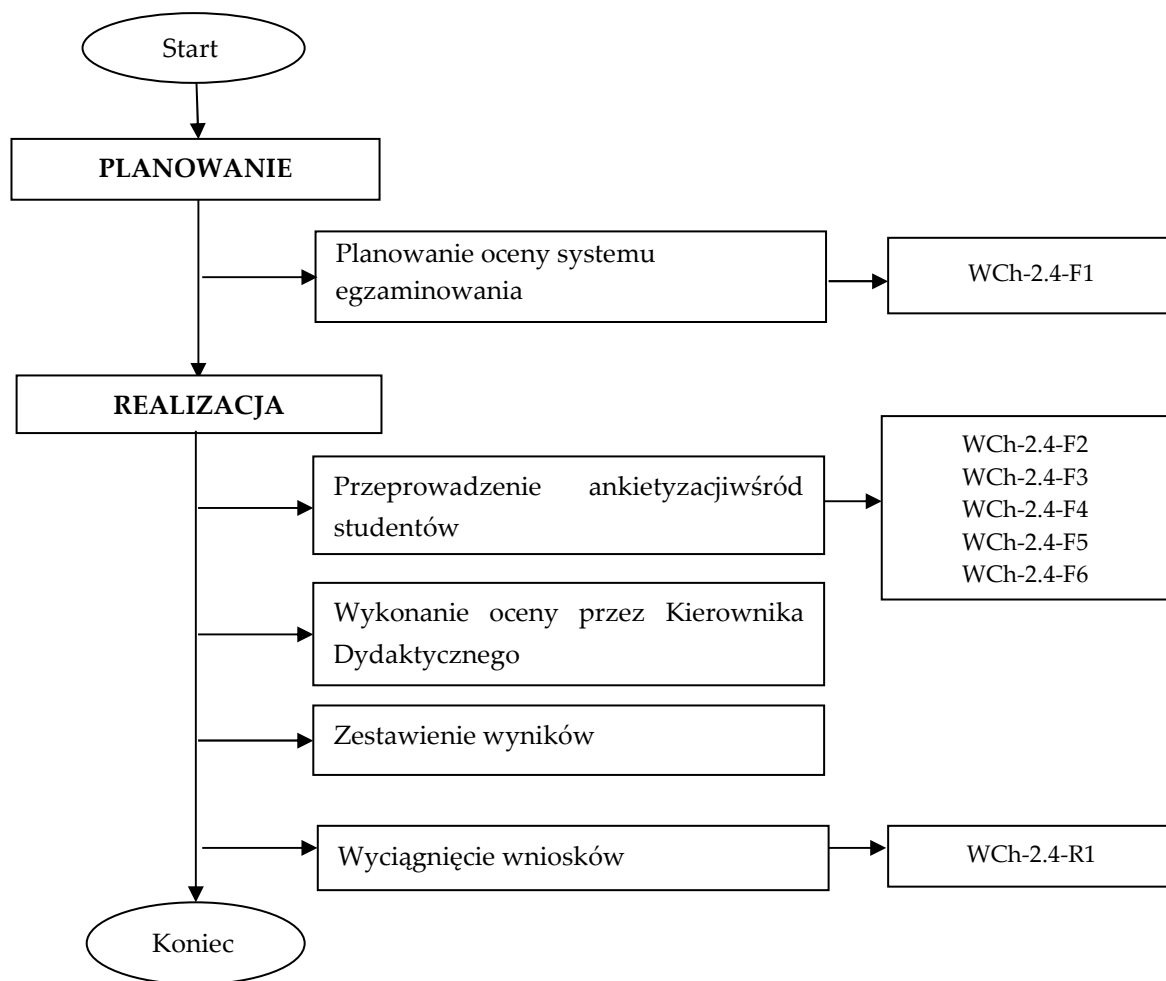 Start
PLANOWANIE
Planowanie oceny systemu
egzaminowania
WCh-2.4-F1
REALIZACJA
Przeprowadzenie ankietyzacjiwśród
studentów
WCh-2.4-F2
WCh-2.4-F3
WCh-2.4-F4
WCh-2.4-F5
WCh-2.4-F6
Wykonanie oceny przez Kierownika
Dydaktycznego
Zestawienie wyników
Wyciągnięcie wniosków
WCh-2.4-R1
Koniec